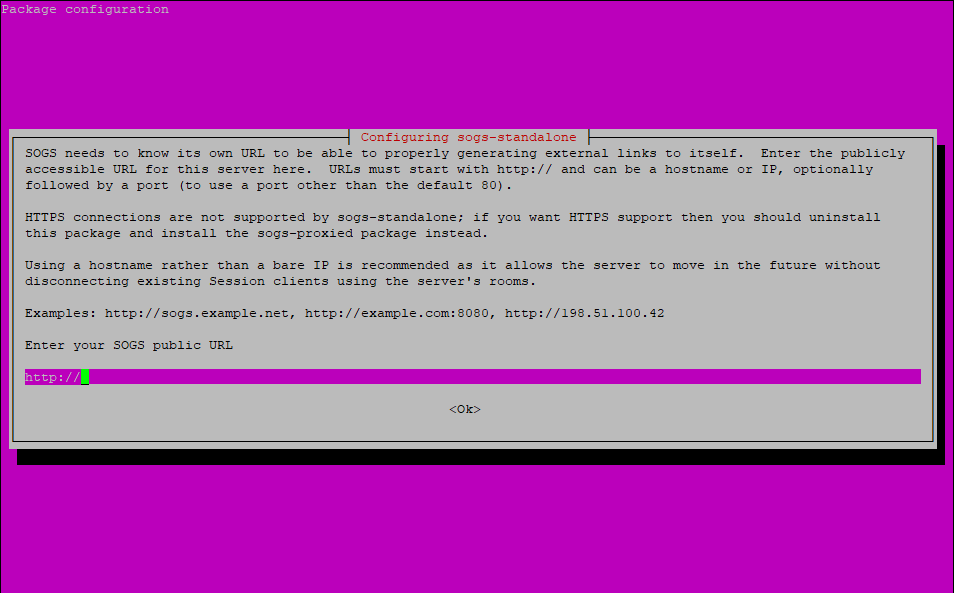 Package configuration
Configuring sogs-standalone
SOGS needs to know its own URL to be able to properly generating external links to itself.  Enter the publicly
accessible URL for this server here.  URLs must start with http:// and can be a hostname or IP, optionally
followed by a port (to use a port other than the default 80).
HTTPS connections are not supported by sogs-standalone; if you want HTTPS support then you should uninstall
this package and install the sogs-proxied package instead.
Using a hostname rather than a bare IP is recommended as it allows the server to move in the future without
disconnecting existing Session clients using the server's rooms.
Examples: http://sogs.example.net, http://example.com:8080, http://198.51.100.42
Enter your SOGS public URL
http://
<Ok>